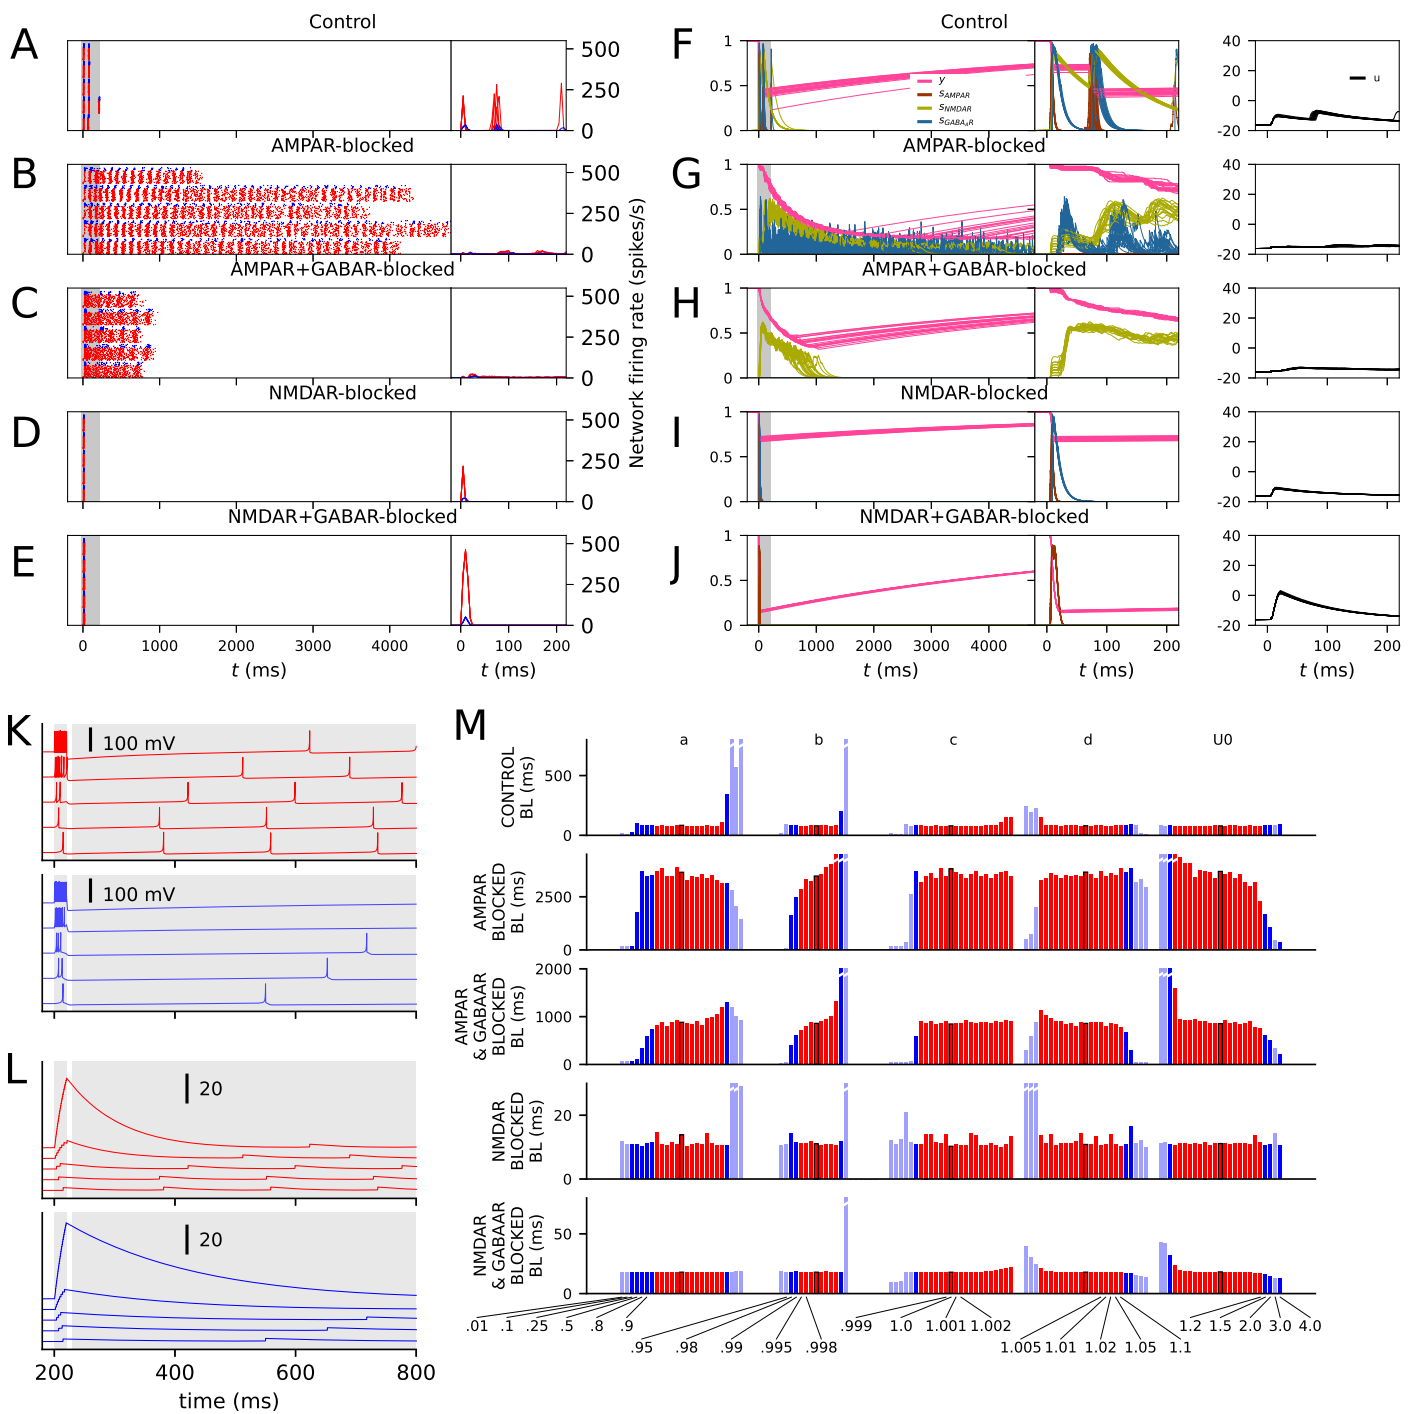 A
Control
500
250
0
B
AMPAR-blocked
500
250
0
C
AMPAR+GABAR-blocked
500
250
0
D
NMDAR-blocked
500
250
0
E
NMDAR+GABAR-blocked
500
250
0
0 1000 2000 3000 4000 0 100 200
t (ms) t (ms)
Network firing rate (spikes/s)
F
Control
1
0.5
0
y
sAMPAR
sNMDAR
sGABAAR
u
40
20
0
-20
G
AMPAR-blocked
1
0.5
0
40
20
0
-20
H
AMPAR+GABAR-blocked
1
0.5
0
40
20
0
-20
I
NMDAR-blocked
1
0.5
0
40
20
0
-20
J
NMDAR+GABAR-blocked
1
0.5
0
40
20
0
-20
0 1000 2000 3000 4000 0 100 200 0 100 200
t (ms) t (ms) t (ms)
K
100 mV
100 mV
L
20
20
200 400 600 800
time (ms)
M
a b c d U0
CONTROL
BL (ms)
500
0
AMPAR
BLOCKED
BL (ms)
2500
0
AMPAR
& GABAAR
BLOCKED
BL (ms)
2000
1000
0
NMDAR
BLOCKED
BL (ms)
20
0
NMDAR
& GABAAR
BLOCKED
BL (ms)
50
0
.01 .1 .25 .5 .8 .9 .999 1.0 1.001 1.002 1.2 1.5 2.0 3.0 4.0
.95 .98 .99 .995 .998 1.005 1.01 1.02 1.05 1.1